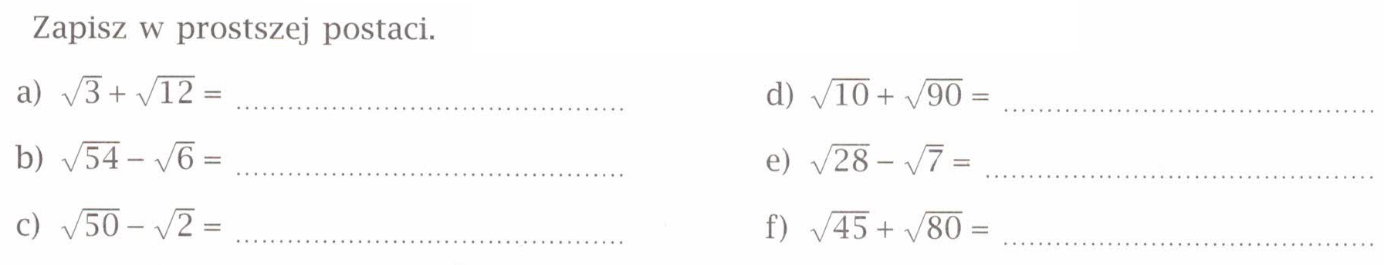 Zapisz w prostszej postaci.
a) √3 + √12 = ........................................
d) √10 + √90 = ........................................
b) √54 − √6 = ........................................
e) √28 − √7 = ........................................
c) √50 − √2 = ........................................
f) √45 + √80 = ........................................